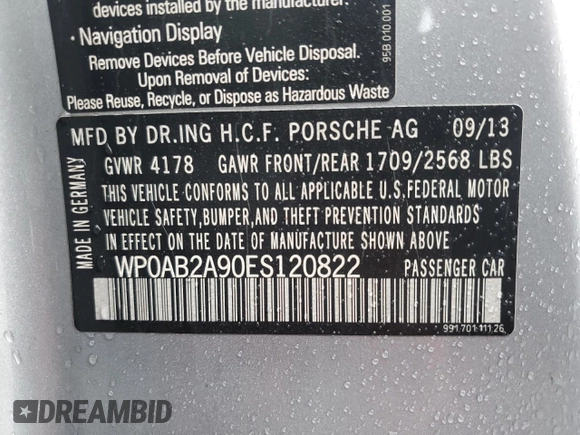 devices installed by the manufacturer.
· Navigation Display
Remove Devices Before Vehicle Disposal.
Upon Removal of Devices:
Please Reuse, Recycle, or Dispose as Hazardous Waste
95B 010.001
MFD BY DR.ING H.C.F. PORSCHE AG 09/13
GVWR 4178 GAWR FRONT/REAR 1709/2568 LBS
THIS VEHICLE CONFORMS TO ALL APPLICABLE U.S.FEDERAL MOTOR
VEHICLE SAFETY,BUMPER,AND THEFT PREVENTION STANDARDS
IN EFFECT ON THE DATE OF MANUFACTURE SHOWN ABOVE.
WP0AB2A90ES120822 PASSENGER CAR
MADE IN GERMANY
991 701 111 26
DREAMBID